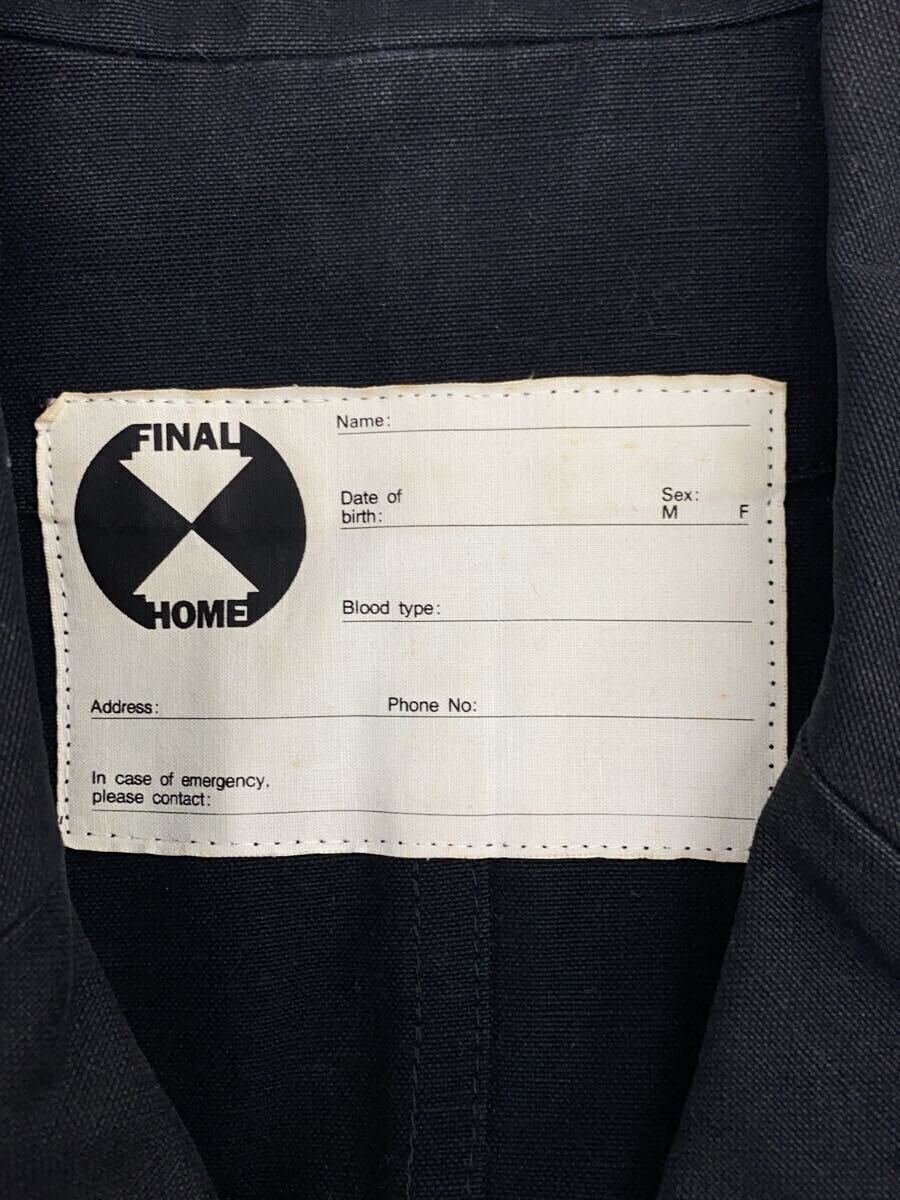 FINAL
HOME
Name:
Date of
birth:
Sex:
M F
Blood type:
Address:
Phone No:
In case of emergency,
please contact: